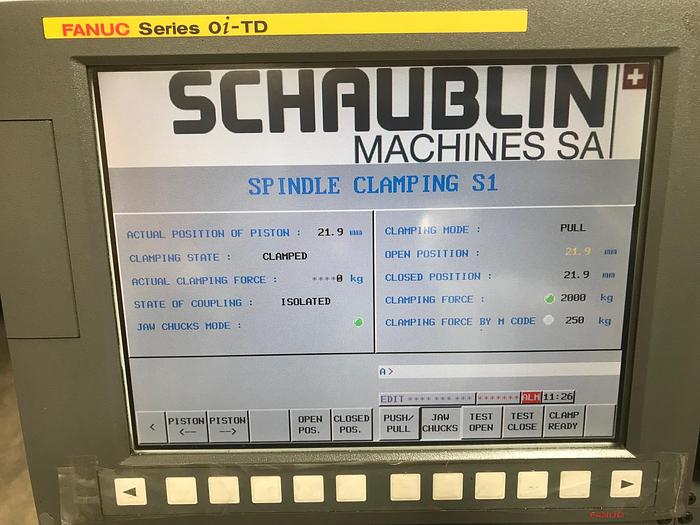 FANUC Series 0i-TD
SCHAUBLIN
MACHINES SA
SPINDLE CLAMPING S1
ACTUAL POSITION OF PISTON : 21.9 mm
CLAMPING STATE : CLAMPED
ACTUAL CLAMPING FORCE : ****0 kg
STATE OF COUPLING : ISOLATED
JAW CHUCKS MODE :
CLAMPING MODE : PULL
OPEN POSITION : 21.9 mm
CLOSED POSITION : 21.9 mm
CLAMPING FORCE : 2000 kg
CLAMPING FORCE BY M CODE 250 kg
A>
EDIT **** *** *** ******* ALM 11:26
< PISTON <-- PISTON --> OPEN POS. CLOSED POS. PUSH/PULL JAW CHUCKS TEST OPEN TEST CLOSE CLAMP READY
FANUC